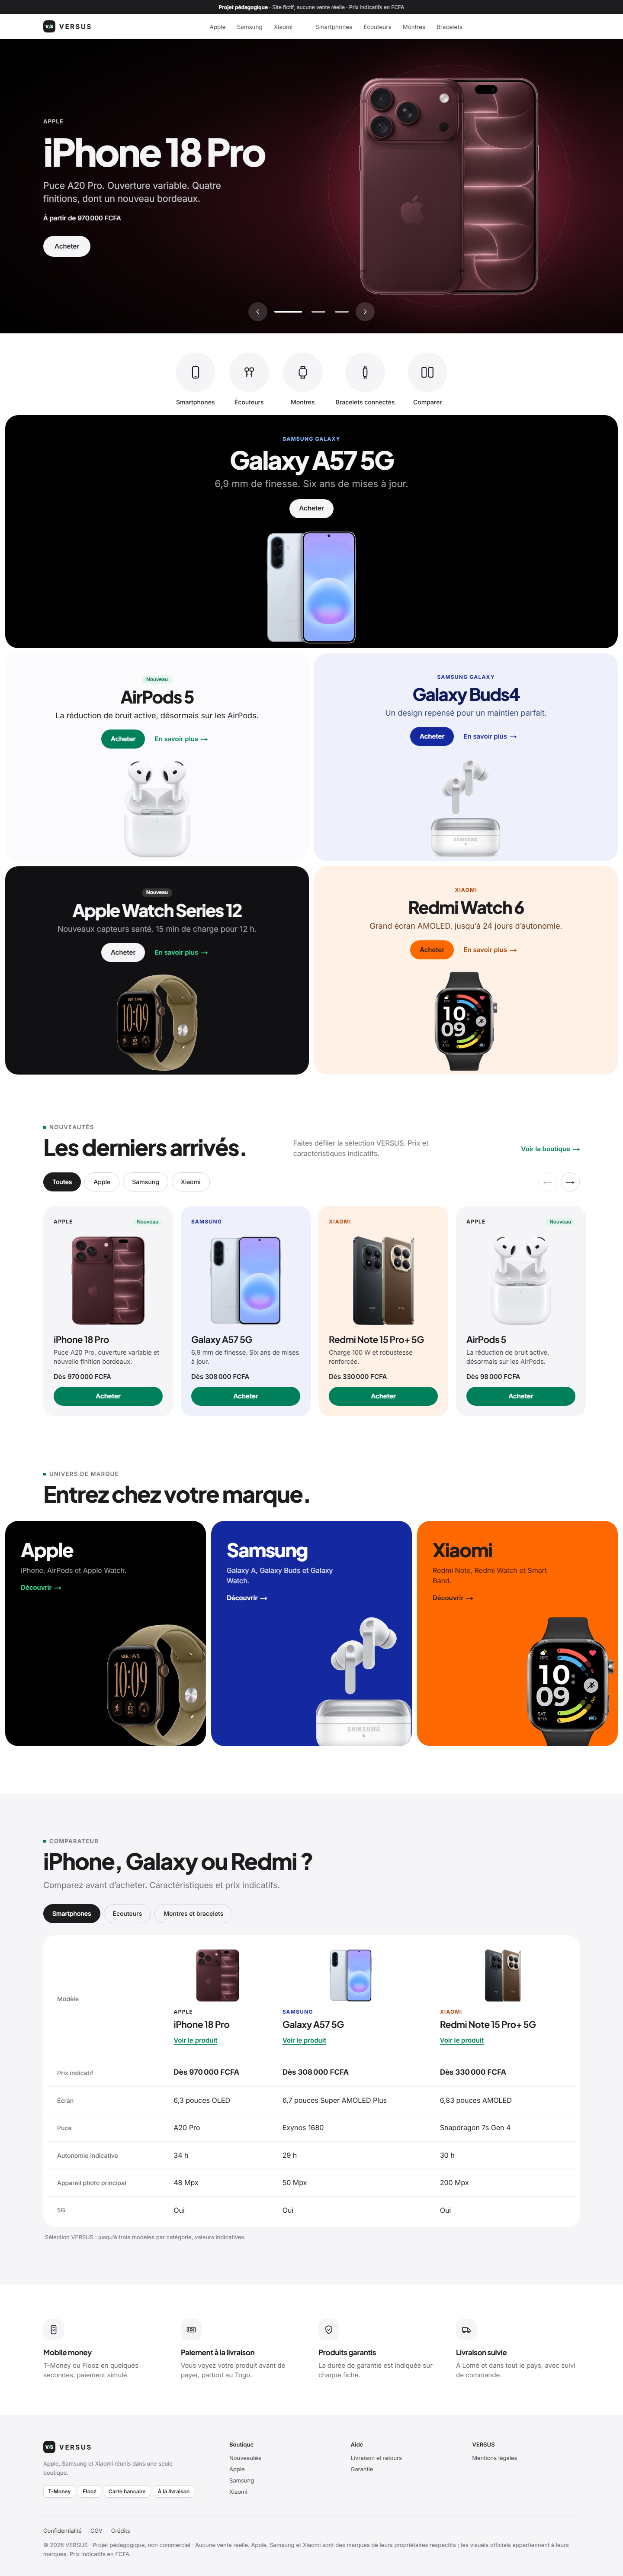 Projet pédagogique · Site fictif, aucune vente réelle · Prix indicatifs en FCFA
V/S VERSUS
Apple Samsung Xiaomi Smartphones Écouteurs Montres Bracelets
APPLE
iPhone 18 Pro
Puce A20 Pro. Ouverture variable. Quatre
finitions, dont un nouveau bordeaux.
À partir de 970 000 FCFA
Acheter
Smartphones Écouteurs Montres Bracelets connectés Comparer
SAMSUNG GALAXY
Galaxy A57 5G
6,9 mm de finesse. Six ans de mises à jour.
Acheter
Nouveau
AirPods 5
La réduction de bruit active, désormais sur les AirPods.
Acheter En savoir plus →
SAMSUNG GALAXY
Galaxy Buds4
Un design repensé pour un maintien parfait.
Acheter En savoir plus →
SAMSUNG
Nouveau
Apple Watch Series 12
Nouveaux capteurs santé. 15 min de charge pour 12 h.
Acheter En savoir plus →
10:09
XIAOMI
Redmi Watch 6
Grand écran AMOLED, jusqu’à 24 jours d’autonomie.
Acheter En savoir plus →
10
09
NOUVEAUTÉS
Les derniers arrivés.
Faites défiler la sélection VERSUS. Prix et
caractéristiques indicatifs.
Voir la boutique →
Toutes Apple Samsung Xiaomi
← →
APPLE Nouveau
iPhone 18 Pro
Puce A20 Pro, ouverture variable et
nouvelle finition bordeaux.
Dès 970 000 FCFA
Acheter
SAMSUNG
Galaxy A57 5G
6,9 mm de finesse. Six ans de mises
à jour.
Dès 308 000 FCFA
Acheter
XIAOMI
Redmi Note 15 Pro+ 5G
Charge 100 W et robustesse
renforcée.
Dès 330 000 FCFA
Acheter
APPLE Nouveau
AirPods 5
La réduction de bruit active,
désormais sur les AirPods.
Dès 98 000 FCFA
Acheter
UNIVERS DE MARQUE
Entrez chez votre marque.
Apple
iPhone, AirPods et Apple Watch.
Découvrir →
10:09
Samsung
Galaxy A, Galaxy Buds et Galaxy
Watch.
Découvrir →
SAMSUNG
Xiaomi
Redmi Note, Redmi Watch et Smart
Band.
Découvrir →
10
09
COMPARATEUR
iPhone, Galaxy ou Redmi ?
Comparez avant d’acheter. Caractéristiques et prix indicatifs.
Smartphones Écouteurs Montres et bracelets
Modèle
APPLE
iPhone 18 Pro
Voir le produit
SAMSUNG
Galaxy A57 5G
Voir le produit
XIAOMI
Redmi Note 15 Pro+ 5G
Voir le produit
Prix indicatif Dès 970 000 FCFA Dès 308 000 FCFA Dès 330 000 FCFA
Écran 6,3 pouces OLED 6,7 pouces Super AMOLED Plus 6,83 pouces AMOLED
Puce A20 Pro Exynos 1680 Snapdragon 7s Gen 4
Autonomie indicative 34 h 29 h 30 h
Appareil photo principal 48 Mpx 50 Mpx 200 Mpx
5G Oui Oui Oui
Sélection VERSUS : jusqu’à trois modèles par catégorie, valeurs indicatives.
Mobile money
T-Money ou Flooz en quelques
secondes, paiement simulé.
Paiement à la livraison
Vous voyez votre produit avant de
payer, partout au Togo.
Produits garantis
La durée de garantie est indiquée sur
chaque fiche.
Livraison suivie
À Lomé et dans tout le pays, avec suivi
de commande.
V/S VERSUS
Apple, Samsung et Xiaomi réunis dans une seule
boutique.
T-Money Flooz Carte bancaire À la livraison
Boutique
Nouveautés
Apple
Samsung
Xiaomi
Aide
Livraison et retours
Garantie
VERSUS
Mentions légales
Confidentialité CGV Crédits
© 2026 VERSUS · Projet pédagogique, non commercial · Aucune vente réelle. Apple, Samsung et Xiaomi sont des marques de leurs propriétaires respectifs ; les visuels officiels appartiennent à leurs
marques. Prix indicatifs en FCFA.